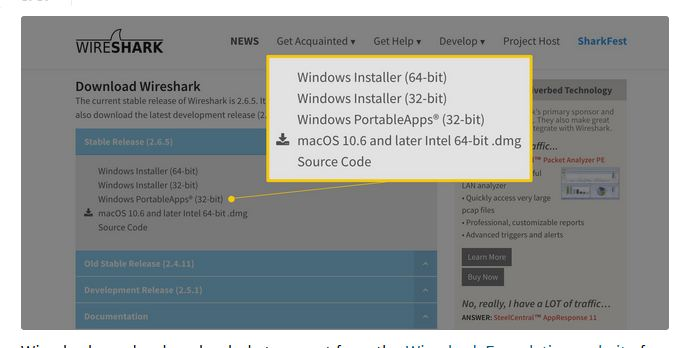 WIRESHARK
NEWS Get Acquainted ▾ Get Help ▾ Develop ▾ Project Host SharkFest
Download Wireshark
The current stable release of Wireshark is 2.6.5. It
also download the latest development release (2.
Stable Release (2.6.5)
Windows Installer (64-bit)
Windows Installer (32-bit)
Windows PortableApps® (32-bit)
macOS 10.6 and later Intel 64-bit .dmg
Source Code
Old Stable Release (2.4.11)
Development Release (2.5.1)
Documentation
Windows Installer (64-bit)
Windows Installer (32-bit)
Windows PortableApps® (32-bit)
macOS 10.6 and later Intel 64-bit .dmg
Source Code
verbed Technology
k's primary sponsor and
They also make great
tegrate with Wireshark.
affic...
Packet Analyzer PE
ful
LAN analyzer
• Quickly access very large
pcap files
• Professional, customizable reports
• Advanced triggers and alerts
Learn More
Buy Now
No, really, I have a LOT of traffic...
ANSWER: SteelCentral™ AppResponse 11